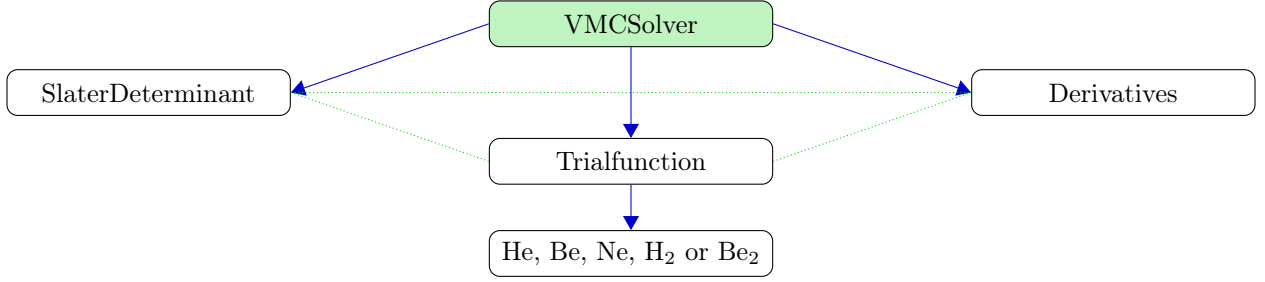 VMCSolver
SlaterDeterminant
Derivatives
Trialfunction
He, Be, Ne, H₂ or Be₂